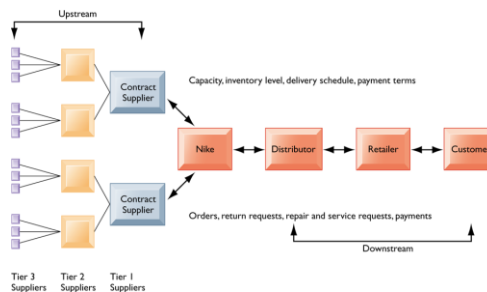 Upstream
Contract
Supplier
Capacity, inventory level, delivery schedule, payment terms
Nike
Distributor
Retailer
Custome
Contract
Supplier
Orders, return requests, repair and service requests, payments
Downstream
Tier 3
Suppliers
Tier 2
Suppliers
Tier 1
Suppliers